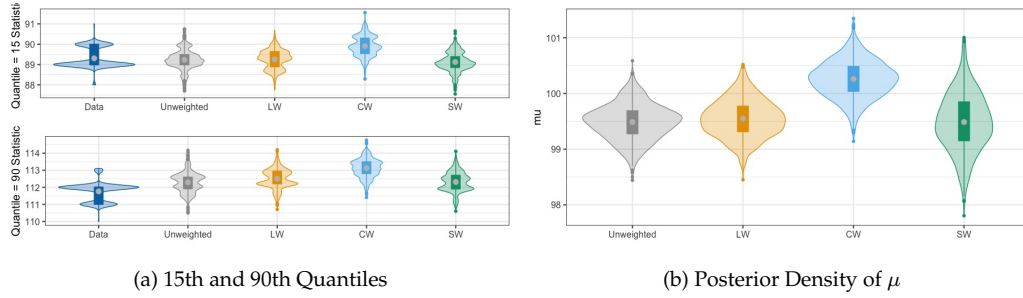 Quantile = 15 Statistic
91
90
89
88
Data Unweighted LW CW SW
Quantile = 90 Statistic
114
113
112
111
110
Data Unweighted LW CW SW
(a) 15th and 90th Quantiles
mu
101
100
99
98
Unweighted LW CW SW
(b) Posterior Density of μ